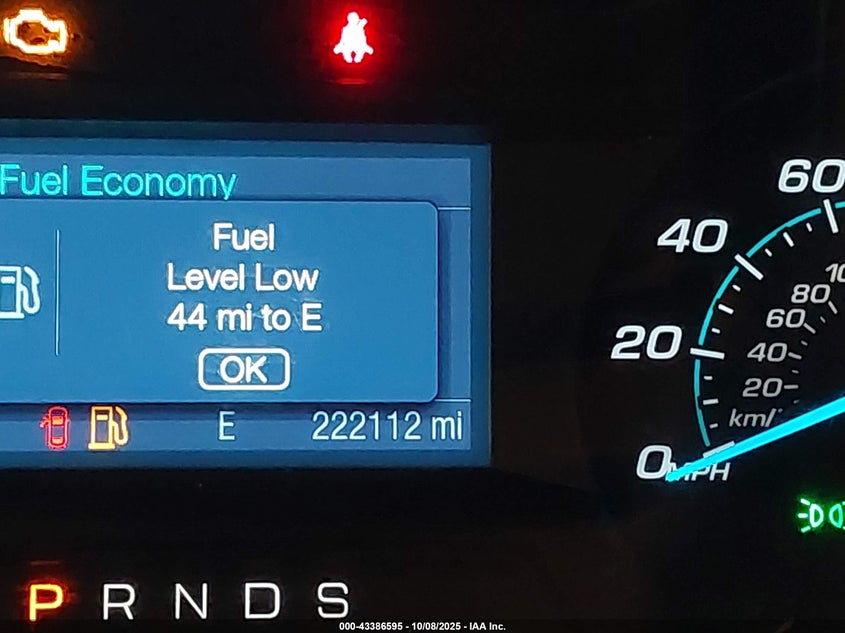 Fuel Economy
Fuel
Level Low
44 mi to E
OK
E
222112 mi
60
40
20
0
MPH
80
60
40
20
km/
P R N D S
000-43386595 - 10/08/2025 - IAA Inc.